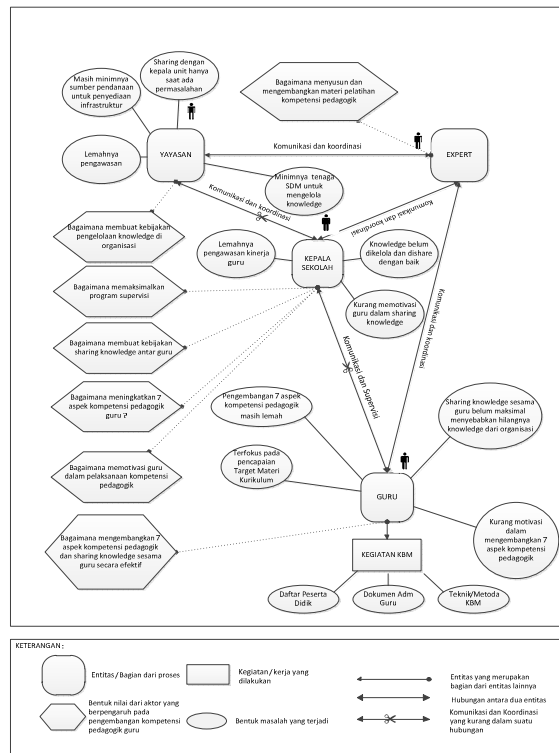 Sharing dengan
kepala unit hanya
saat ada
permasalahan
Masih minimnya
sumber pendanaan
untuk penyediaan
infrastruktur
Bagaimana menyusun dan
mengembangkan materi pelatihan
kompetensi pedagogik
Lemahnya
pengawasan
YAYASAN
Komunikasi dan koordinasi
EXPERT
Minimnya tenaga
SDM untuk
mengelola
knowledge
Komunikasi dan koordinasi
Komunikasi dan
koordinasi
Bagaimana membuat kebijakan
pengelolaan knowledge di
organisasi
Lemahnya
pengawasan kinerja
guru
KEPALA
SEKOLAH
Knowledge belum
dikelola dan dishare
dengan baik
Bagaimana memaksimalkan
program supervisi
Kurang memotivasi
guru dalam sharing
knowledge
Komunikasi dan koordinasi
Bagaimana membuat kebijakan
sharing knowledge antar guru
Komunikasi dan Supervisi
Bagaimana meningkatkan 7
aspek kompetensi pedagogik
guru ?
Pengembangan 7 aspek
kompetensi pedagogik
masih lemah
Sharing knowledge sesama
guru belum maksimal
menyebabkan hilangnya
knowledge dari organisasi
Bagaimana memotivasi guru
dalam pelaksanaan kompetensi
pedagogik
Terfokus pada
pencapaian
Target Materi
Kurikulum
GURU
Kurang motivasi
dalam
mengembangkan 7
aspek kompetensi
pedagogik
Bagaimana mengembangkan 7
aspek kompetensi pedagogik
dan sharing knowledge sesama
guru secara efektif
KEGIATAN KBM
Daftar Peserta
Didik
Dokumen Adm
Guru
Teknik/Metoda
KBM
KETERANGAN :
Entitas/Bagian dari proses
Kegiatan/kerja yang
dilakukan
Entitas yang merupakan
bagian dari entitas lainnya
Hubungan antara dua entitas
Bentuk nilai dari aktor yang
berpengaruh pada
pengembangan kompetensi
pedagogik guru
Bentuk masalah yang terjadi
Komunikasi dan Koordinasi
yang kurang dalam suatu
hubungan